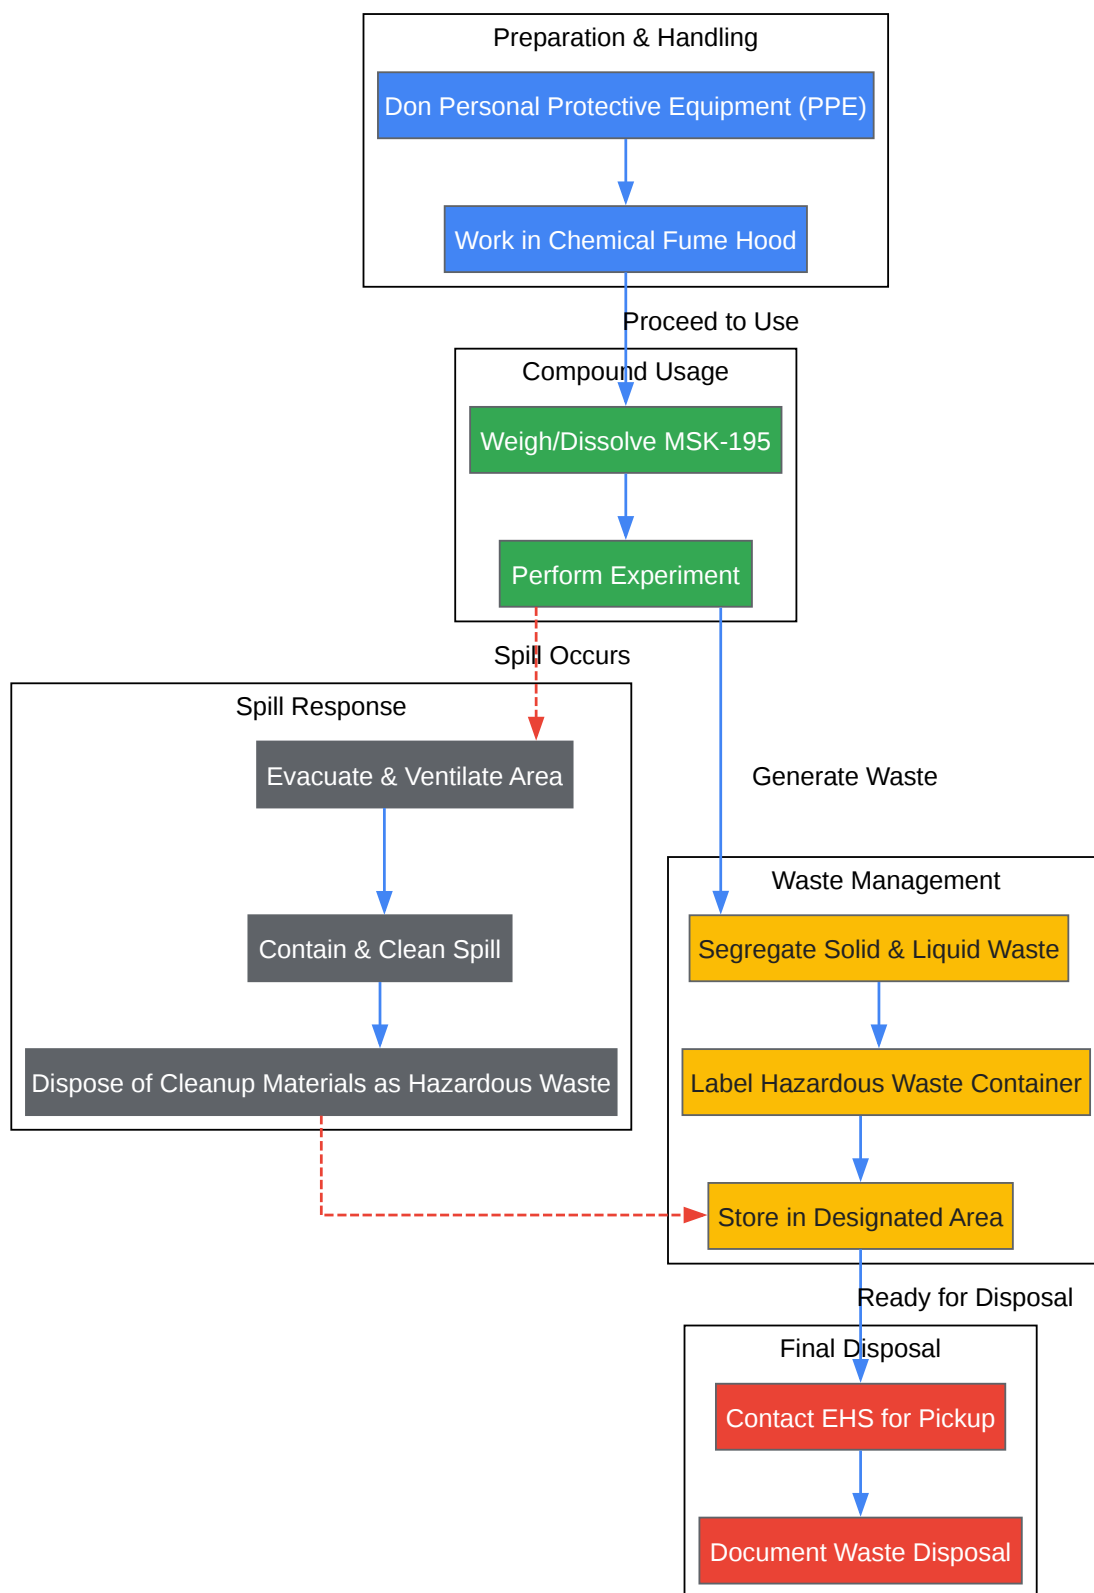 Preparation & Handling
Don Personal Protective Equipment (PPE)
Work in Chemical Fume Hood
Proceed to Use
Compound Usage
Weigh/Dissolve MSK-195
Perform Experiment
Spill Occurs
Spill Response
Evacuate & Ventilate Area
Generate Waste
Waste Management
Contain & Clean Spill
Segregate Solid & Liquid Waste
Dispose of Cleanup Materials as Hazardous Waste
Label Hazardous Waste Container
Store in Designated Area
Ready for Disposal
Final Disposal
Contact EHS for Pickup
Document Waste Disposal